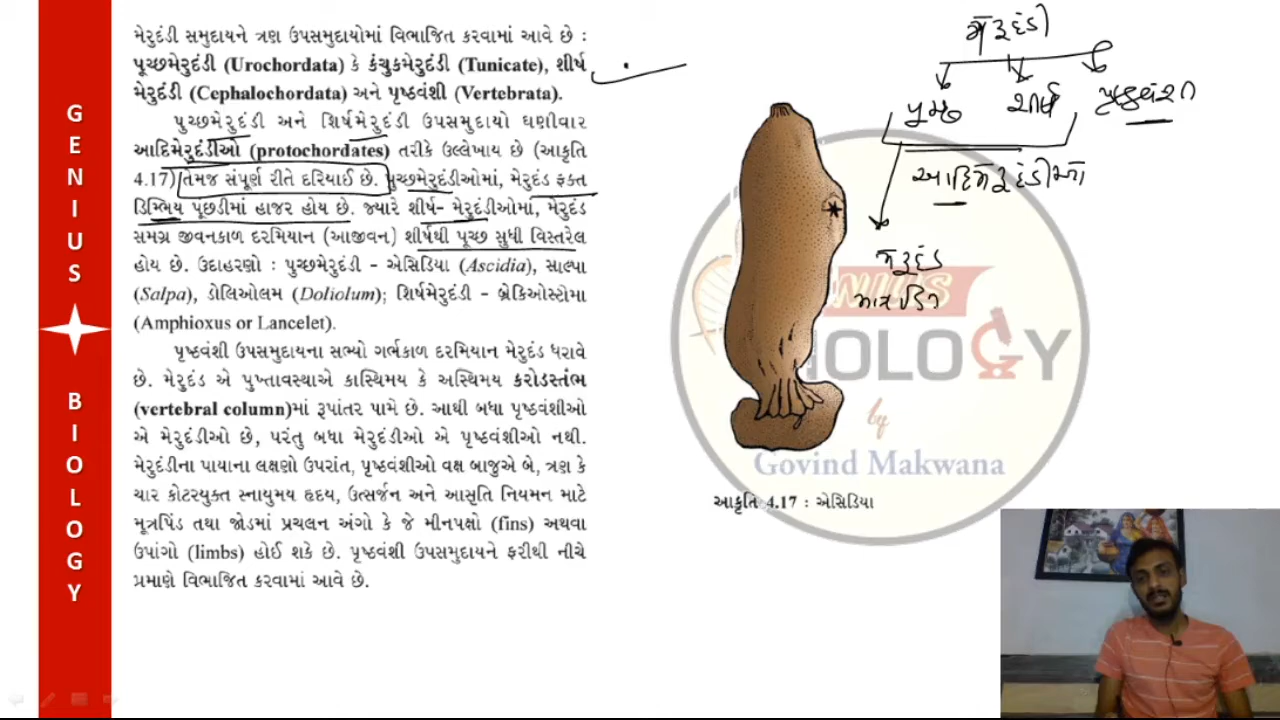 GENIUS BIOLOGY
મેરુદંડી સમુદાયને ત્રણ ઉપસમુદાયોમાં વિભાજિત કરવામાં આવે છે :
પૂચ્છમેરુદંડી (Urochordata) કે કંચુકમેરુદંડી (Tunicate), શીર્ષ
મેરુદંડી (Cephalochordata) અને પૃષ્ઠવંશી (Vertebrata).
પુચ્છમેરુદંડી અને શિર્ષમેરુદંડી ઉપસમુદાયો ઘણીવાર
આદિમેરુદંડીઓ (protochordates) તરીકે ઉલ્લેખાય છે (આકૃતિ
4.17) તેમજ સંપૂર્ણ રીતે દરિયાઈ છે. પુચ્છમેરુદંડીઓમાં, મેરુદંડ ફક્ત
ડિમ્ભિય પૂછડીમાં હાજર હોય છે. જ્યારે શીર્ષ- મેરુદંડીઓમાં, મેરુદંડ
સમગ્ર જીવનકાળ દરમિયાન (આજીવન) શીર્ષથી પૂચ્છ સુધી વિસ્તરેલ
હોય છે. ઉદાહરણો : પુચ્છમેરુદંડી - એસિડિયા (Ascidia), સાલ્પા
(Salpa), ડોલિઓલમ (Doliolum); શિર્ષમેરુદંડી - બ્રેકિઓસ્ટોમા
(Amphioxus or Lancelet).
પૃષ્ઠવંશી ઉપસમુદાયના સભ્યો ગર્ભકાળ દરમિયાન મેરુદંડ ધરાવે
છે. મેરુદંડ એ પુખ્તાવસ્થાએ કાસ્થિમય કે અસ્થિમય કરોડસ્તંભ
(vertebral column)માં રૂપાંતર પામે છે. આથી બધા પૃષ્ઠવંશીઓ
એ મેરુદંડીઓ છે, પરંતુ બધા મેરુદંડીઓ એ પૃષ્ઠવંશીઓ નથી.
મેરુદંડીના પાયાના લક્ષણો ઉપરાંત, પૃષ્ઠવંશીઓ વક્ષ બાજુએ બે, ત્રણ કે
ચાર કોટરયુક્ત સ્નાયુમય હૃદય, ઉત્સર્જન અને આસૃતિ નિયમન માટે
મૂત્રપિંડ તથા જોડમાં પ્રચલન અંગો કે જે મીનપક્ષો (fins) અથવા
ઉપાંગો (limbs) હોઈ શકે છે. પૃષ્ઠવંશી ઉપસમુદાયને ફરીથી નીચે
પ્રમાણે વિભાજિત કરવામાં આવે છે.
મેરુદંડી
પુચ્છ શીર્ષ પૃષ્ઠવંશી
આદિમેરુદંડીઓ
મેરુદંડ
માત્ર
by
Govind Makwana
આકૃતિ 4.17 : એસિડિયા